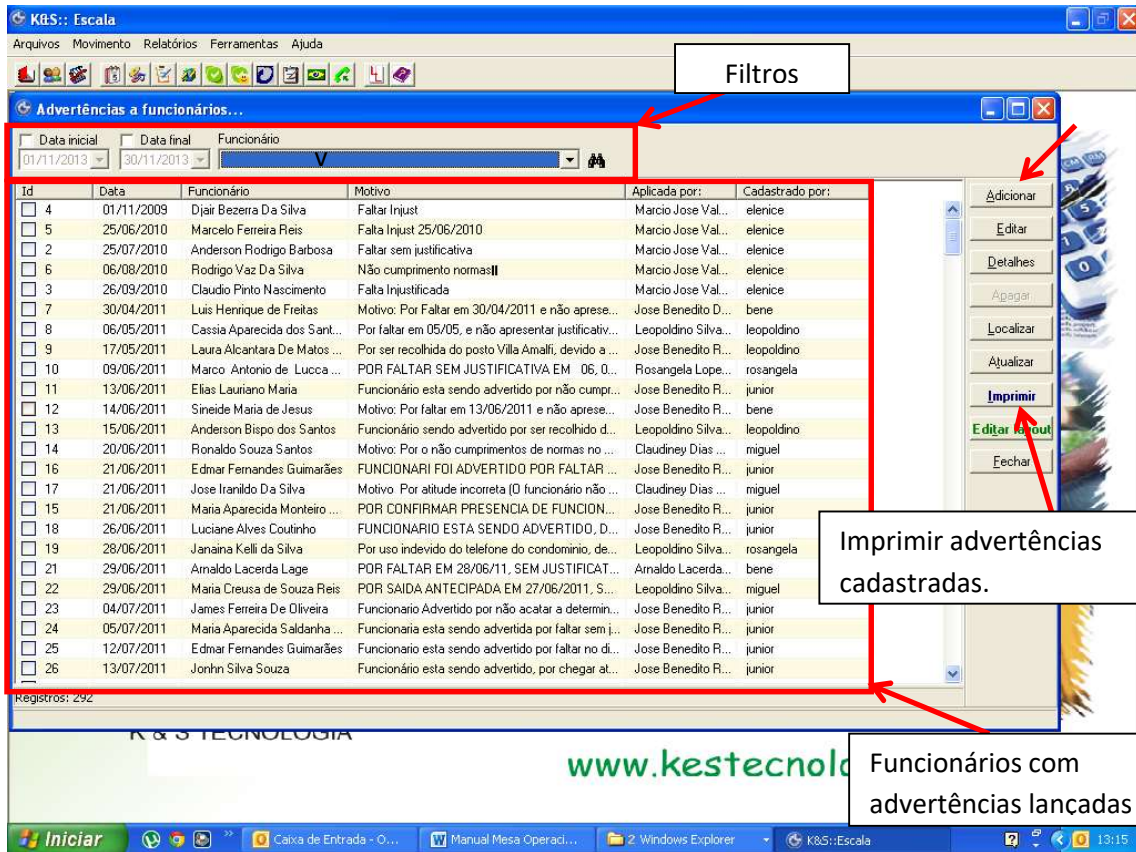 K&S:: Escala
Arquivos Movimento Relatórios Ferramentas Ajuda
Filtros
Advertências a funcionários...
Data inicial Data final Funcionário
01/11/2013 30/11/2013 V
Id Data Funcionário Motivo Aplicada por: Cadastrado por:
4 01/11/2009 Djair Bezerra Da Silva Faltar Injust Marcio Jose Val... elenice
5 25/06/2010 Marcelo Ferreira Reis Falta Injust 25/06/2010 Marcio Jose Val... elenice
2 25/07/2010 Anderson Rodrigo Barbosa Faltar sem justificativa Marcio Jose Val... elenice
6 06/08/2010 Rodrigo Vaz Da Silva Não cumprimento normas Marcio Jose Val... elenice
3 26/09/2010 Claudio Pinto Nascimento Falta Injustificada Marcio Jose Val... elenice
7 30/04/2011 Luis Henrique de Freitas Motivo: Por Faltar em 30/04/2011 e não aprese... Jose Benedito D... bene
8 06/05/2011 Cassia Aparecida dos Sant... Por faltar em 05/05, e não apresentar justificativ... Leopoldino Silva... leopoldino
9 17/05/2011 Laura Alcantara De Matos ... Por ser recolhida do posto Villa Amalfi, devido a ... Jose Benedito R... leopoldino
10 09/06/2011 Marco Antonio de Lucca ... POR FALTAR SEM JUSTIFICATIVA EM 06, 0... Rosangela Lope... rosangela
11 13/06/2011 Elias Lauriano Maria Funcionário esta sendo advertido por não cumpr... Jose Benedito R... junior
12 14/06/2011 Sineide Maria de Jesus Motivo: Por faltar em 13/06/2011 e não aprese... Jose Benedito R... bene
13 15/06/2011 Anderson Bispo dos Santos Funcionário sendo advertido por ser recolhido d... Leopoldino Silva... leopoldino
14 20/06/2011 Ronaldo Souza Santos Motivo: Por o não cumprimentos de normas no ... Claudiney Dias ... miguel
16 21/06/2011 Edmar Fernandes Guimarães FUNCIONARI FOI ADVERTIDO POR FALTAR ... Jose Benedito R... junior
17 21/06/2011 Jose Iranildo Da Silva Motivo Por atitude incorreta (O funcionário não ... Claudiney Dias ... miguel
15 21/06/2011 Maria Aparecida Monteiro ... POR CONFIRMAR PRESENCIA DE FUNCION... Jose Benedito R... junior
18 26/06/2011 Luciane Alves Coutinho FUNCIONARIO ESTA SENDO ADVERTIDO, D... Jose Benedito R... junior
19 28/06/2011 Janaina Kelli da Silva Por uso indevido do telefone do condominio, de... Leopoldino Silva... rosangela
21 29/06/2011 Arnaldo Lacerda Lage POR FALTAR EM 28/06/11, SEM JUSTIFICAT... Arnaldo Lacerda... bene
22 29/06/2011 Maria Creusa de Souza Reis POR SAIDA ANTECIPADA EM 27/06/2011, S... Leopoldino Silva... miguel
23 04/07/2011 James Ferreira De Oliveira Funcionario Advertido por não acatar a determin... Jose Benedito R... junior
24 05/07/2011 Maria Aparecida Saldanha ... Funcionaria esta sendo advertida por faltar sem j... Jose Benedito R... junior
25 12/07/2011 Edmar Fernandes Guimarães Funcionario esta sendo advertido por faltar no di... Jose Benedito R... junior
26 13/07/2011 Jonhn Silva Souza Funcionário esta sendo advertido, por chegar at... Jose Benedito R... junior
Registros: 292
Adicionar
Editar
Detalhes
Apagar
Localizar
Atualizar
Imprimir
Editar layout
Fechar
Imprimir advertências
cadastradas.
K & S TECNOLOGIA
www.kestecnolo
Funcionários com
advertências lançadas
Iniciar Caixa de Entrada - O... Manual Mesa Operaci... 2 Windows Explorer K&S::Escala 13:15